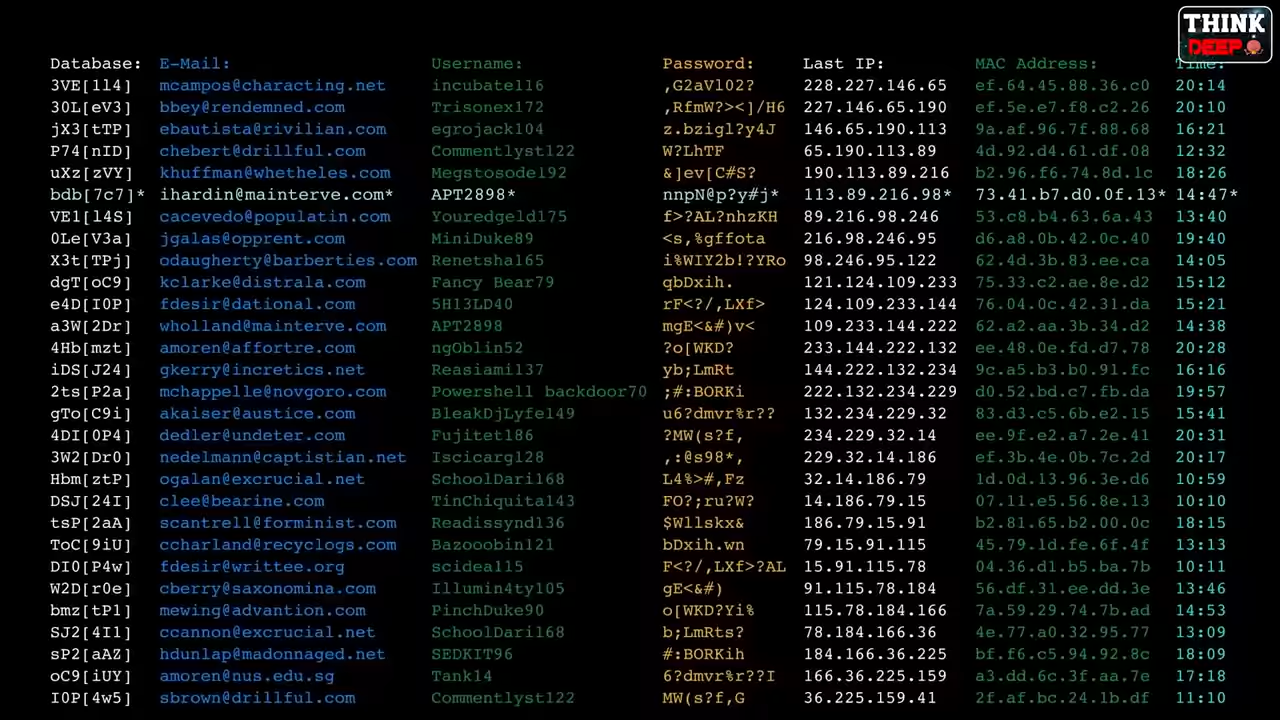 THINK
DEEP
Database: E-Mail: Username: Password: Last IP: MAC Address: Time:
3VE[1l4] mcampos@characting.net incubatel16 ,G2aVl02? 228.227.146.65 ef.64.45.88.36.c0 20:14
30L[eV3] bbey@rendemned.com Trisonex172 ,RfmW?><]/H6 227.146.65.190 ef.5e.e7.f8.c2.26 20:10
jX3[tTP] ebautista@rivilian.com egrojack104 z.bzigl?y4J 146.65.190.113 9a.af.96.7f.88.68 16:21
P74[nID] chebert@drillful.com Commentlyst122 W?LhTF 65.190.113.89 4d.92.d4.61.df.08 12:32
uXz[zVY] khuffman@whetheles.com Megstosodel92 &]ev[C#S? 190.113.89.216 b2.96.f6.74.8d.1c 18:26
bdb[7c7]* ihardin@mainterve.com* APT2898* nnpN@p?y#j* 113.89.216.98* 73.41.b7.d0.0f.13* 14:47*
VE1[l4S] cacevedo@populatin.com Youredgeld175 f>?AL?nhzKH 89.216.98.246 53.c8.b4.63.6a.43 13:40
0Le[V3a] jgalas@opprent.com MiniDuke89 <s,%gffota 216.98.246.95 d6.a8.0b.42.0c.40 19:40
X3t[TPj] odaugherty@barberties.com Renetsha165 i%WIY2b!?YRo 98.246.95.122 62.4d.3b.83.ee.ca 14:05
dgT[oC9] kclarke@distrala.com Fancy Bear79 qbDxih. 121.124.109.233 75.33.c2.ae.8e.d2 15:12
e4D[I0P] fdesir@dational.com 5H13LD40 rF<?/,LXf> 124.109.233.144 76.04.0c.42.31.da 15:21
a3W[2Dr] wholland@mainterve.com APT2898 mgE<&#)v< 109.233.144.222 62.a2.aa.3b.34.d2 14:38
4Hb[mzt] amoren@affortre.com ngOblin52 ?o[WKD? 233.144.222.132 ee.48.0e.fd.d7.78 20:28
iDS[J24] gkerry@incretics.net Reasiami137 yb;LmRt 144.222.132.234 9c.a5.b3.b0.91.fc 16:16
2ts[P2a] mchappelle@novgoro.com Powershell backdoor70 ;#:BORKi 222.132.234.229 d0.52.bd.c7.fb.da 19:57
gTo[C9i] akaiser@austice.com BleakDjLyfe149 u6?dmvr%r?? 132.234.229.32 83.d3.c5.6b.e2.15 15:41
4DI[0P4] dedler@undeter.com Fujitet186 ?MW(s?f, 234.229.32.14 ee.9f.e2.a7.2e.41 20:31
3W2[Dr0] nedelmann@captistian.net Iscicarg128 ,:@s98*, 229.32.14.186 ef.3b.4e.0b.7c.2d 20:17
Hbm[ztP] ogalan@excrucial.net SchoolDari68 L4%>#,Fz 32.14.186.79 1d.0d.13.96.3e.d6 10:59
DSJ[24I] clee@bearine.com TinChiquita143 FO?;ru?W? 14.186.79.15 07.11.e5.56.8e.13 18:10
tsP[2aA] scantrell@forminist.com Readissynd136 $Wllskx& 186.79.15.91 b2.81.65.b2.00.0c 18:15
ToC[9iU] ccharland@recyclogs.com Bazooobin121 bDxih.wn 79.15.91.115 45.79.1d.fe.6f.4f 13:13
DI0[P4w] fdesir@writtee.org scidea115 F<?/,LXf>?AL 15.91.115.78 04.36.d1.b5.ba.7b 10:11
W2D[r0e] cberry@saxonomina.com Illumin4ty105 gE<&#) 91.115.78.184 56.df.31.ee.dd.3e 13:46
bmz[tP1] mewing@advantion.com PinchDuke90 o[WKD?Yi% 115.78.184.166 7a.59.29.74.7b.ad 14:53
SJ2[4Il] ccannon@excrucial.net SchoolDari68 b;LmRts? 78.184.166.36 4e.77.a0.32.95.77 13:09
sP2[aAZ] hdunlap@madonnaged.net SEDKIT96 #:BORKih 184.166.36.225 bf.f6.c5.94.92.8c 18:09
oC9[iUY] amoren@nus.edu.sg Tank14 6?dmvr%r??I 166.36.225.159 a3.dd.6c.3f.aa.7e 17:18
I0P[4w5] sbrown@drillful.com Commentlyst122 MW(s?f,G 36.225.159.41 2f.af.bc.24.1b.df 11:10